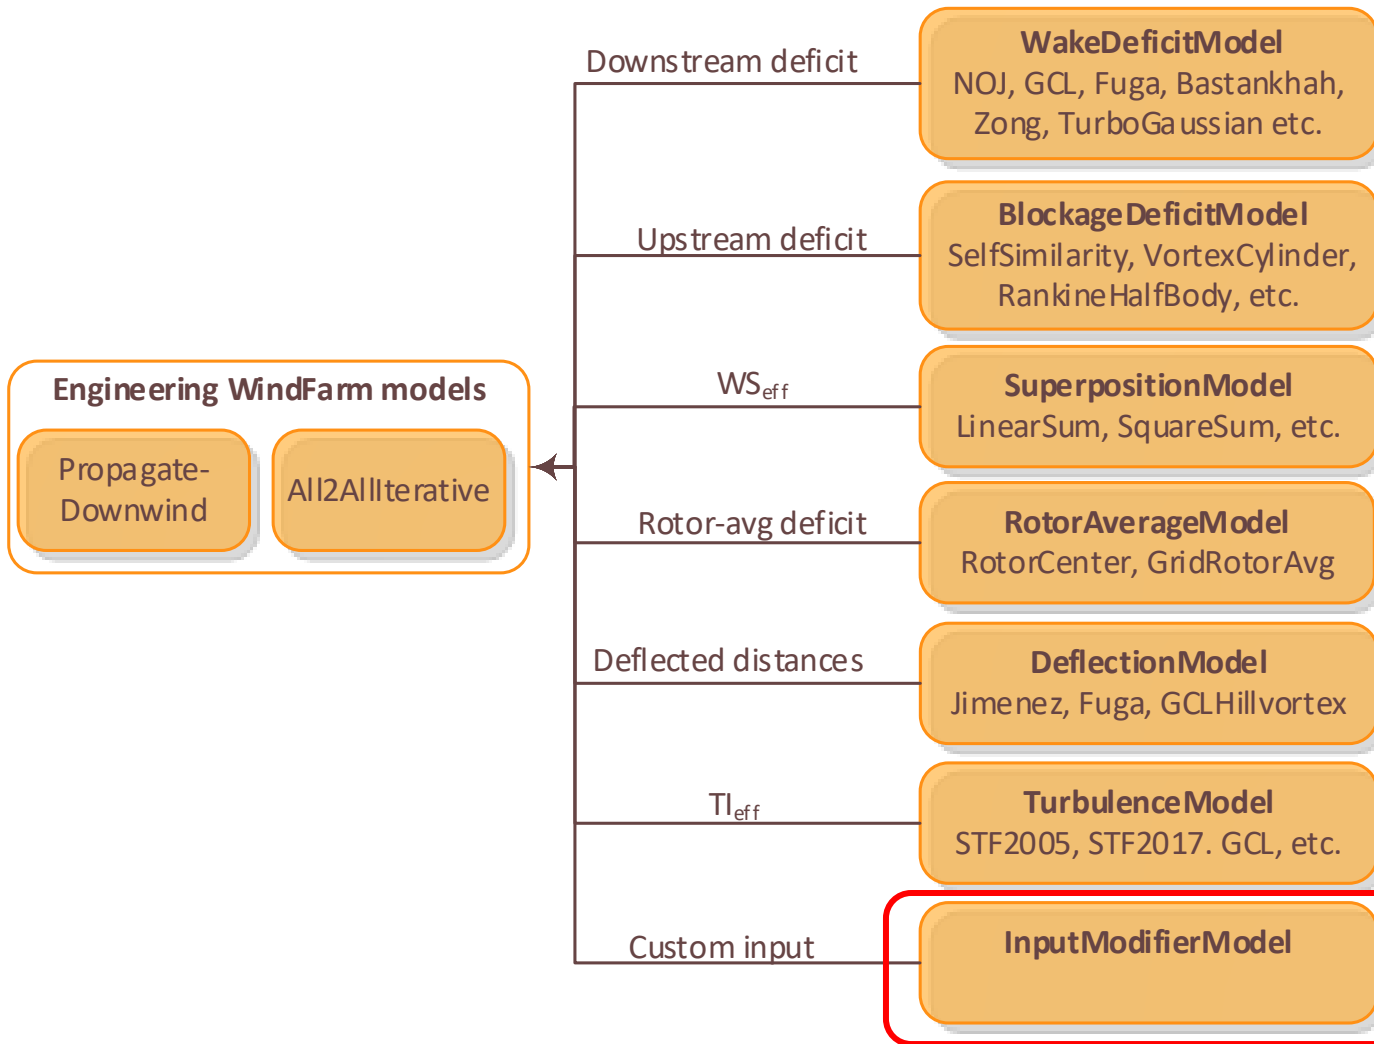 WakeDeficitModel
NOJ, GCL, Fuga, Bastankhah,
Zong, TurboGaussian etc.
Downstream deficit
BlockageDeficitModel
SelfSimilarity, VortexCylinder,
RankineHalfBody, etc.
Upstream deficit
Engineering WindFarm models
Propagate-
Downwind
All2AllIterative
WSeff
SuperpositionModel
LinearSum, SquareSum, etc.
Rotor-avg deficit
RotorAverageModel
RotorCenter, GridRotorAvg
Deflected distances
DeflectionModel
Jimenez, Fuga, GCLHillvortex
TIeff
TurbulenceModel
STF2005, STF2017. GCL, etc.
Custom input
InputModifierModel